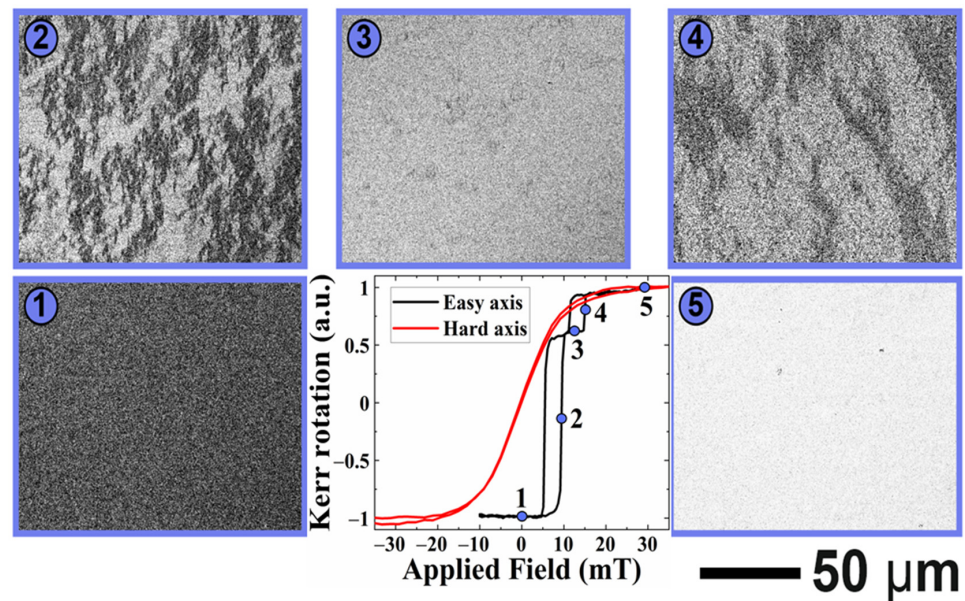 2
3
4
1
5
Kerr rotation (a.u.)
1
0.5
0
−0.5
−1
Easy axis
Hard axis
1
2
3
4
5
−30 −20 −10 0 10 20 30
Applied Field (mT)
50 µm